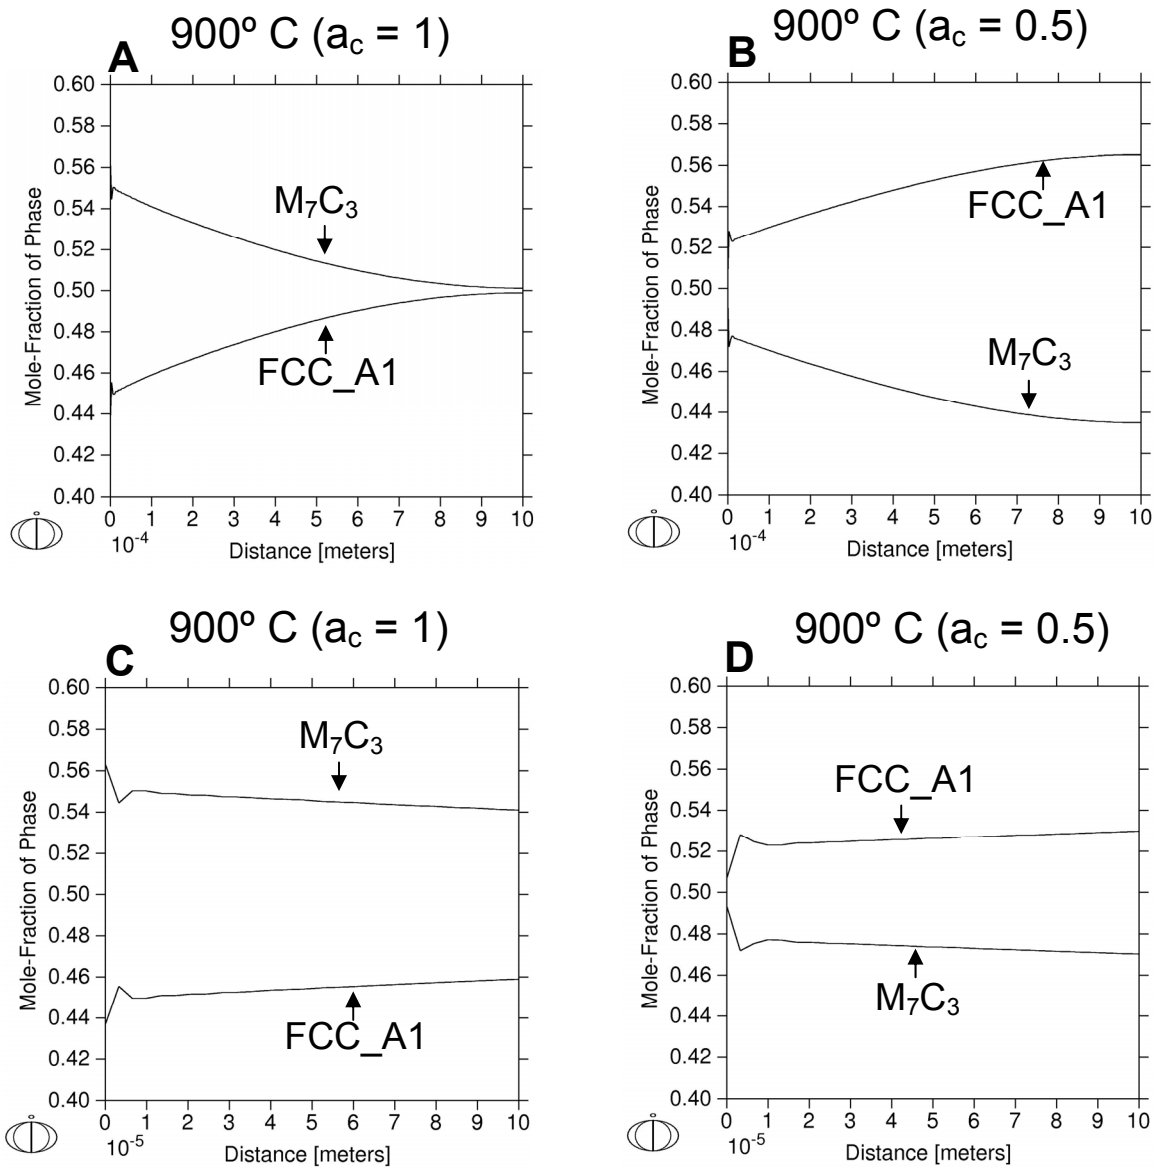 A
900º C (ac = 1)
0.60
0.58
0.56
0.54
0.52
0.50
0.48
0.46
0.44
0.42
0.40
Mole-Fraction of Phase
M7C3
FCC_A1
0 1 2 3 4 5 6 7 8 9 10
10-4
Distance [meters]
B
900º C (ac = 0.5)
0.60
0.58
0.56
0.54
0.52
0.50
0.48
0.46
0.44
0.42
0.40
Mole-Fraction of Phase
FCC_A1
M7C3
0 1 2 3 4 5 6 7 8 9 10
10-4
Distance [meters]
C
900º C (ac = 1)
0.60
0.58
0.56
0.54
0.52
0.50
0.48
0.46
0.44
0.42
0.40
Mole-Fraction of Phase
M7C3
FCC_A1
0 1 2 3 4 5 6 7 8 9 10
10-5
Distance [meters]
D
900º C (ac = 0.5)
0.60
0.58
0.56
0.54
0.52
0.50
0.48
0.46
0.44
0.42
0.40
Mole-Fraction of Phase
FCC_A1
M7C3
0 1 2 3 4 5 6 7 8 9 10
10-5
Distance [meters]